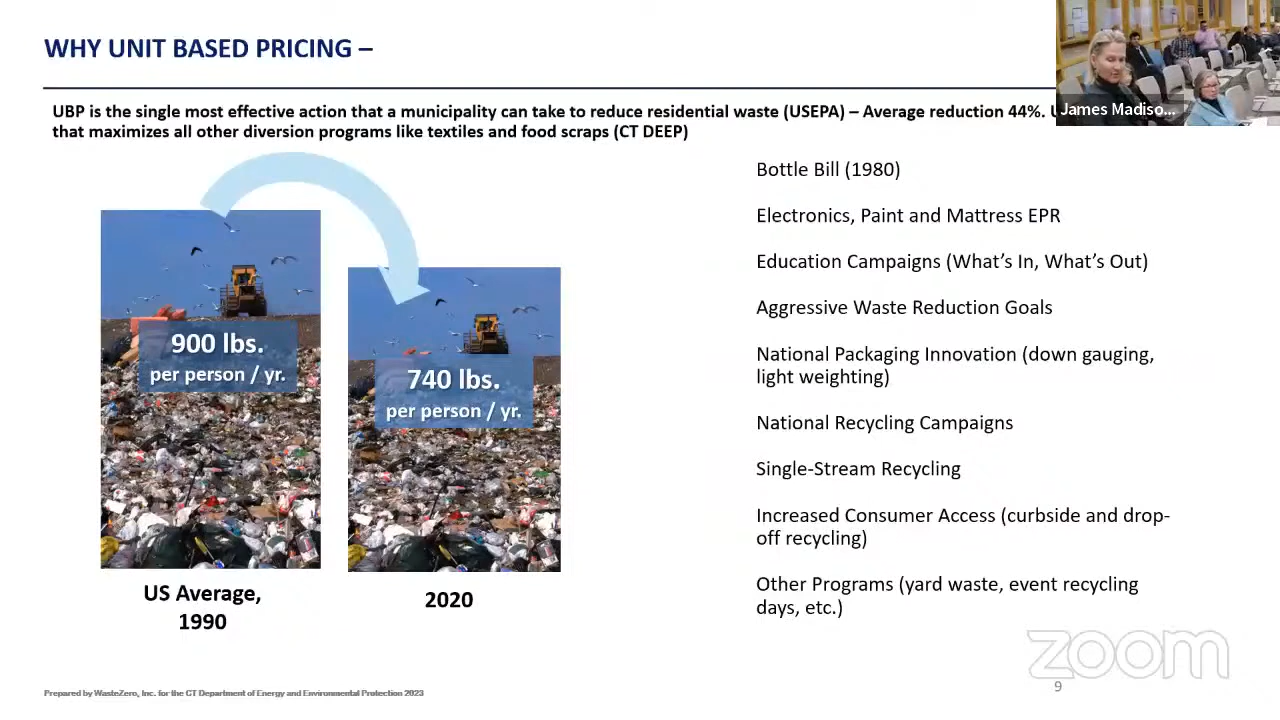 WHY UNIT BASED PRICING –
James Madiso...
UBP is the single most effective action that a municipality can take to reduce residential waste (USEPA) – Average reduction 44%.
that maximizes all other diversion programs like textiles and food scraps (CT DEEP)
900 lbs.
per person / yr.
US Average,
1990
740 lbs.
per person / yr.
2020
Bottle Bill (1980)
Electronics, Paint and Mattress EPR
Education Campaigns (What’s In, What’s Out)
Aggressive Waste Reduction Goals
National Packaging Innovation (down gauging,
light weighting)
National Recycling Campaigns
Single-Stream Recycling
Increased Consumer Access (curbside and drop-
off recycling)
Other Programs (yard waste, event recycling
days, etc.)
zoom
Prepared by WasteZero, Inc. for the CT Department of Energy and Environmental Protection 2023
9